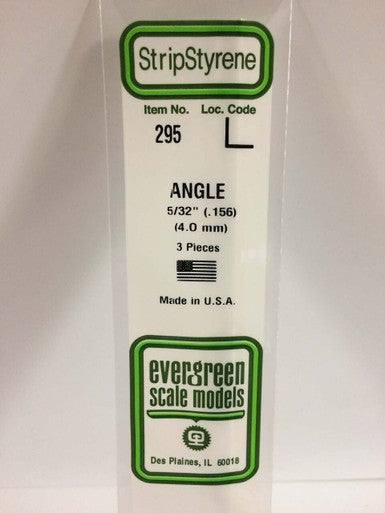 StripStyrene
Item No. Loc. Code
295
ANGLE
5/32" (.156)
(4.0 mm)
3 Pieces
Made in U.S.A.
evergreen
scale models
Des Plaines, IL 60018